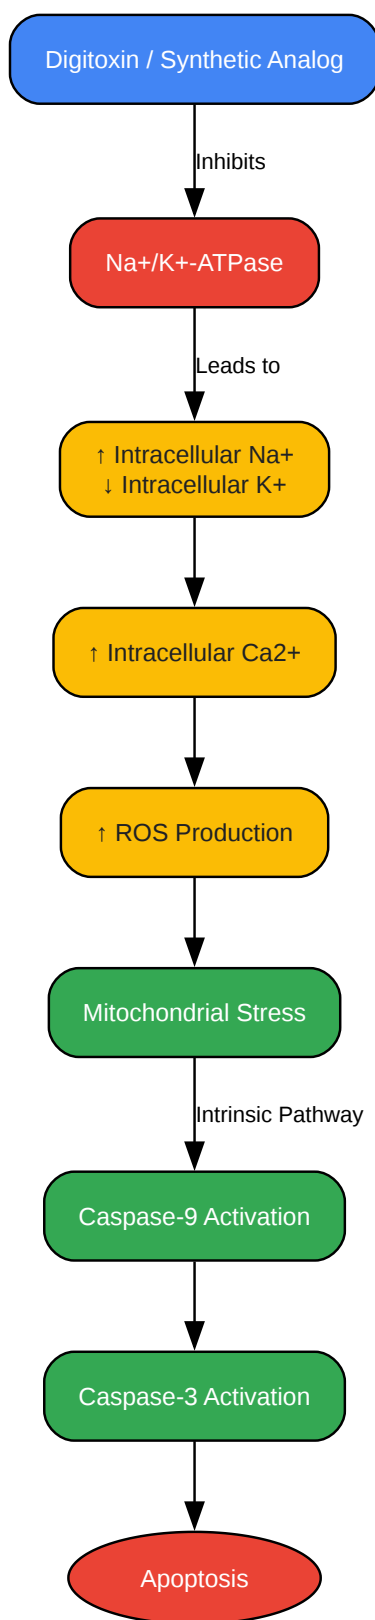 Digitoxin / Synthetic Analog
Inhibits
Na+/K+-ATPase
Leads to
↑ Intracellular Na+
↓ Intracellular K+
↑ Intracellular Ca2+
↑ ROS Production
Mitochondrial Stress
Intrinsic Pathway
Caspase-9 Activation
Caspase-3 Activation
Apoptosis